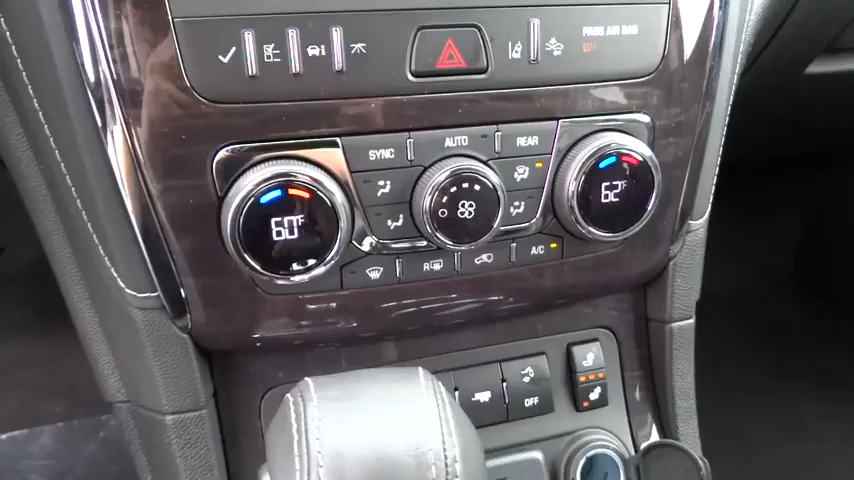 PASS AIR BAG
OFF
SYNC
AUTO
REAR
60°F
62°F
R
A/C
OFF